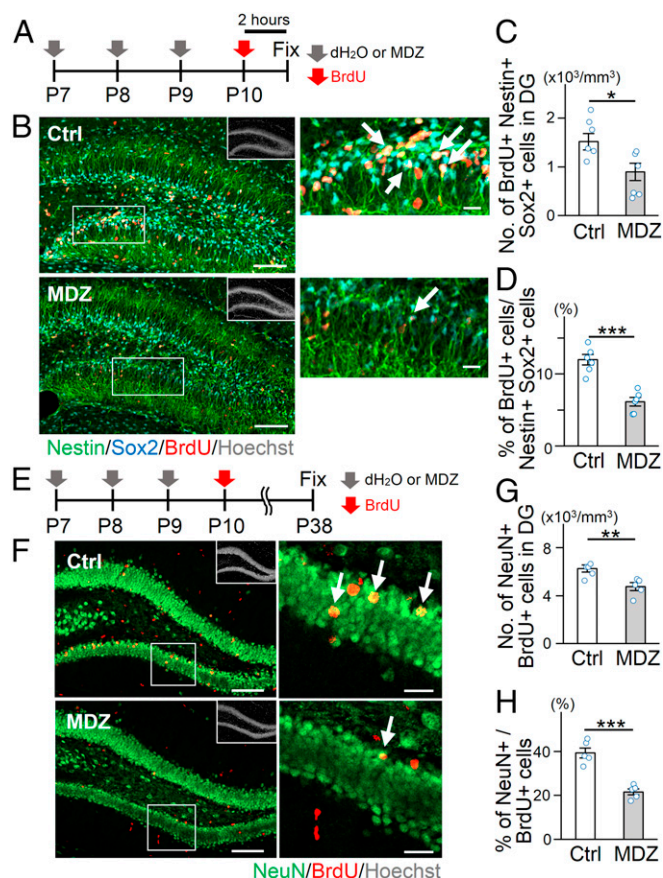 A
2 hours
Fix
dH₂O or MDZ
BrdU
P7 P8 P9 P10
B
Ctrl
MDZ
Nestin/Sox2/BrdU/Hoechst
C
(x10³/mm³)
No. of BrdU+ Nestin+
Sox2+ cells in DG
*
2
1
0
Ctrl MDZ
D
(%)
% of BrdU+ cells/
Nestin+ Sox2+ cells
***
10
0
Ctrl MDZ
E
Fix
dH₂O or MDZ
BrdU
P7 P8 P9 P10 P38
F
Ctrl
MDZ
NeuN/BrdU/Hoechst
G
(x10³/mm³)
No. of NeuN+
BrdU+ cells in DG
**
8
4
0
Ctrl MDZ
H
(%)
% of NeuN+ /
BrdU+ cells
***
40
20
0
Ctrl MDZ